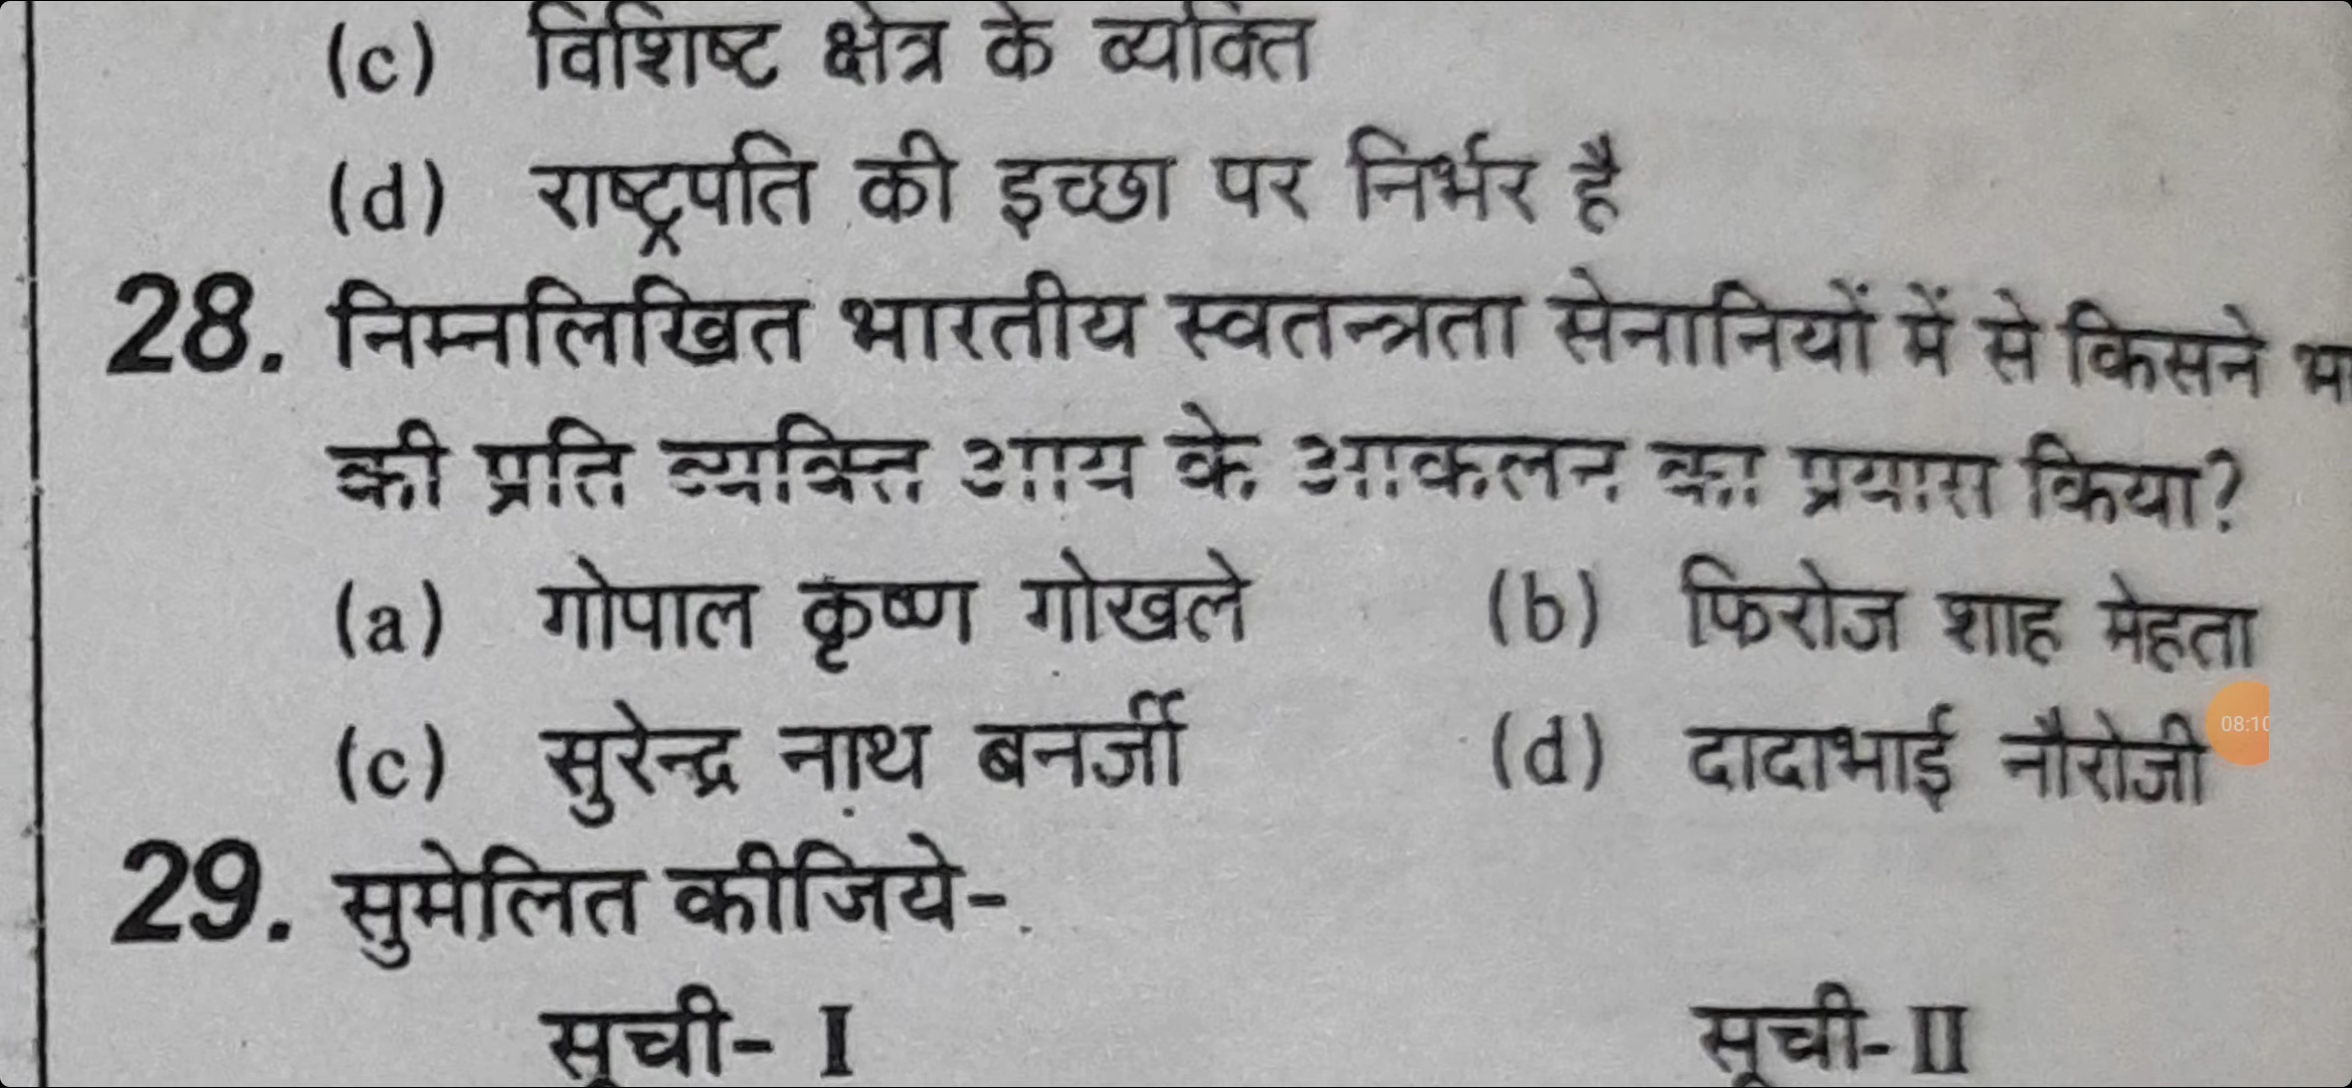 (c) विशिष्ट क्षेत्र के व्यक्ति
(d) राष्ट्रपति की इच्छा पर निर्भर है
28. निम्नलिखित भारतीय स्वतन्त्रता सेनानियों में से किसने
की प्रति व्यक्ति आय के आकलन का प्रयास किया?
(a) गोपाल कृष्ण गोखले (b) फिरोज शाह मेहता
(c) सुरेन्द्र नाथ बनर्जी (d) दादाभाई नौरोजी
29. सुमेलित कीजिये-
सूची- I सूची- II